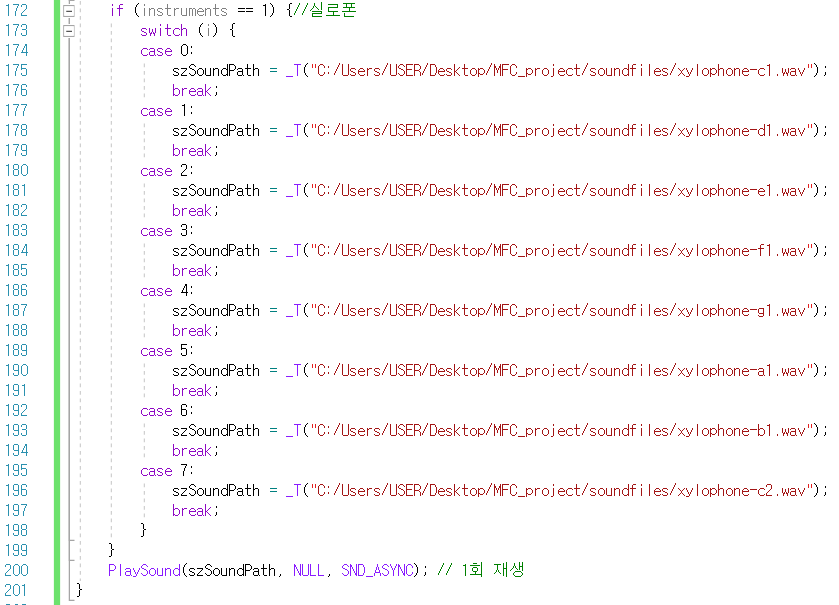 172 if (instruments == 1) {//실로폰
173 switch (i) {
174 case 0:
175 szSoundPath = _T("C:/Users/USER/Desktop/MFC_project/soundfiles/xylophone-c1.wav");
176 break;
177 case 1:
178 szSoundPath = _T("C:/Users/USER/Desktop/MFC_project/soundfiles/xylophone-d1.wav");
179 break;
180 case 2:
181 szSoundPath = _T("C:/Users/USER/Desktop/MFC_project/soundfiles/xylophone-e1.wav");
182 break;
183 case 3:
184 szSoundPath = _T("C:/Users/USER/Desktop/MFC_project/soundfiles/xylophone-f1.wav");
185 break;
186 case 4:
187 szSoundPath = _T("C:/Users/USER/Desktop/MFC_project/soundfiles/xylophone-g1.wav");
188 break;
189 case 5:
190 szSoundPath = _T("C:/Users/USER/Desktop/MFC_project/soundfiles/xylophone-a1.wav");
191 break;
192 case 6:
193 szSoundPath = _T("C:/Users/USER/Desktop/MFC_project/soundfiles/xylophone-b1.wav");
194 break;
195 case 7:
196 szSoundPath = _T("C:/Users/USER/Desktop/MFC_project/soundfiles/xylophone-c2.wav");
197 break;
198 }
199 }
200 PlaySound(szSoundPath, NULL, SND_ASYNC); // 1회 재생
201 }